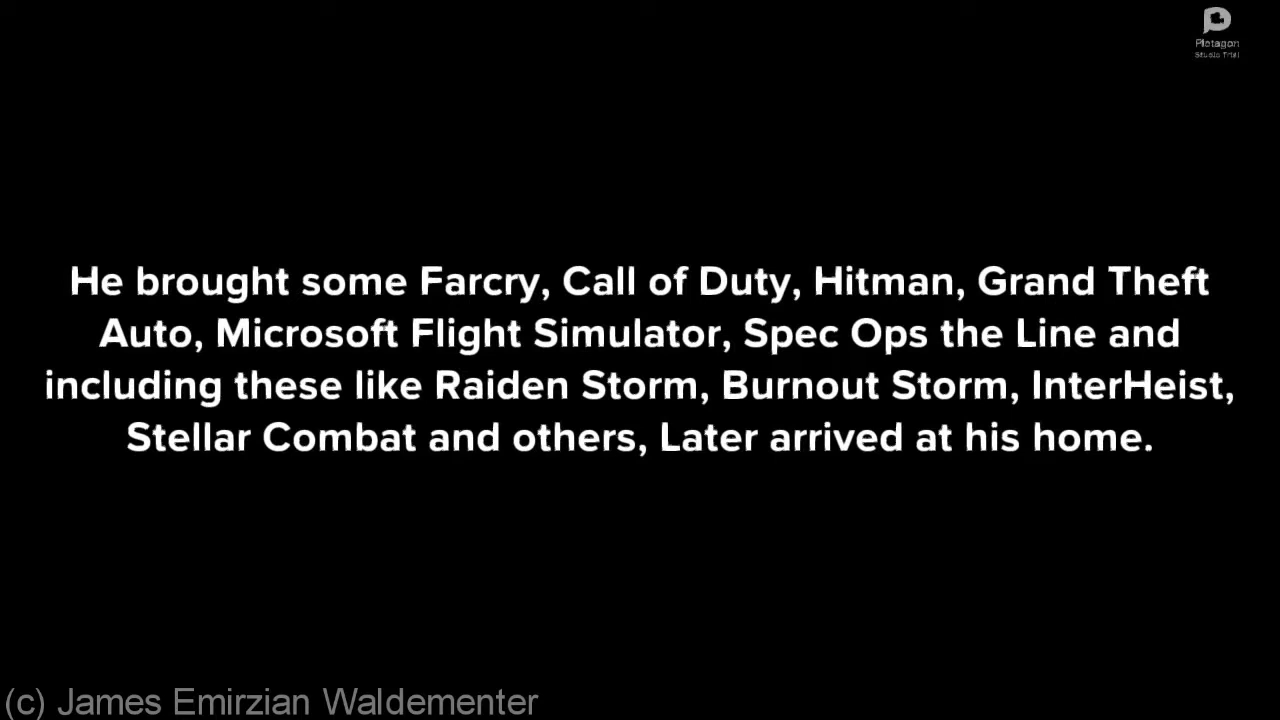 Plotagon
Studio Trial
He brought some Farcry, Call of Duty, Hitman, Grand Theft
Auto, Microsoft Flight Simulator, Spec Ops the Line and
including these like Raiden Storm, Burnout Storm, InterHeist,
Stellar Combat and others, Later arrived at his home.
(c) James Emirzian Waldementer